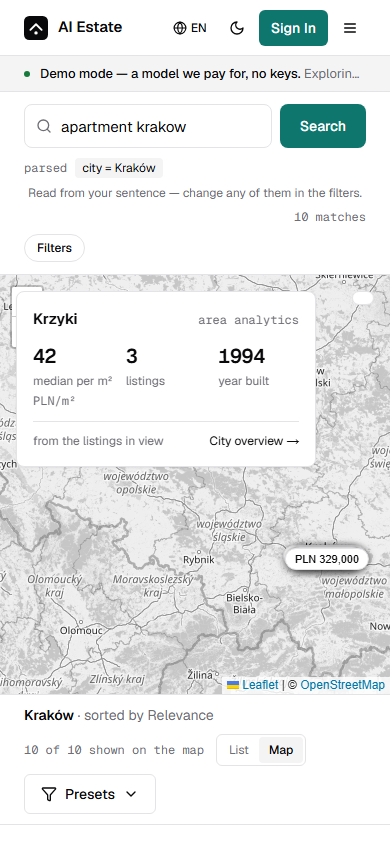 AI Estate
EN
Sign In
Demo mode — a model we pay for, no keys. Explorin…
apartment krakow
Search
parsed city = Kraków
Read from your sentence — change any of them in the filters.
10 matches
Filters
Krzyki
area analytics
42 3 1994
median per m² listings year built
PLN/m²
from the listings in view
City overview →
województwo
opolskie
województwo
śląskie
Rybnik
PLN 329,000
Olomoucký
kraj
Moravskoslezský
kraj
Bielsko-
Biała
województwo
małopolskie
Olomouc
Now
Zlínský kraj
Žilina
ihomoravský
Leaflet | © OpenStreetMap
Kraków · sorted by Relevance
10 of 10 shown on the map
List
Map
Presets